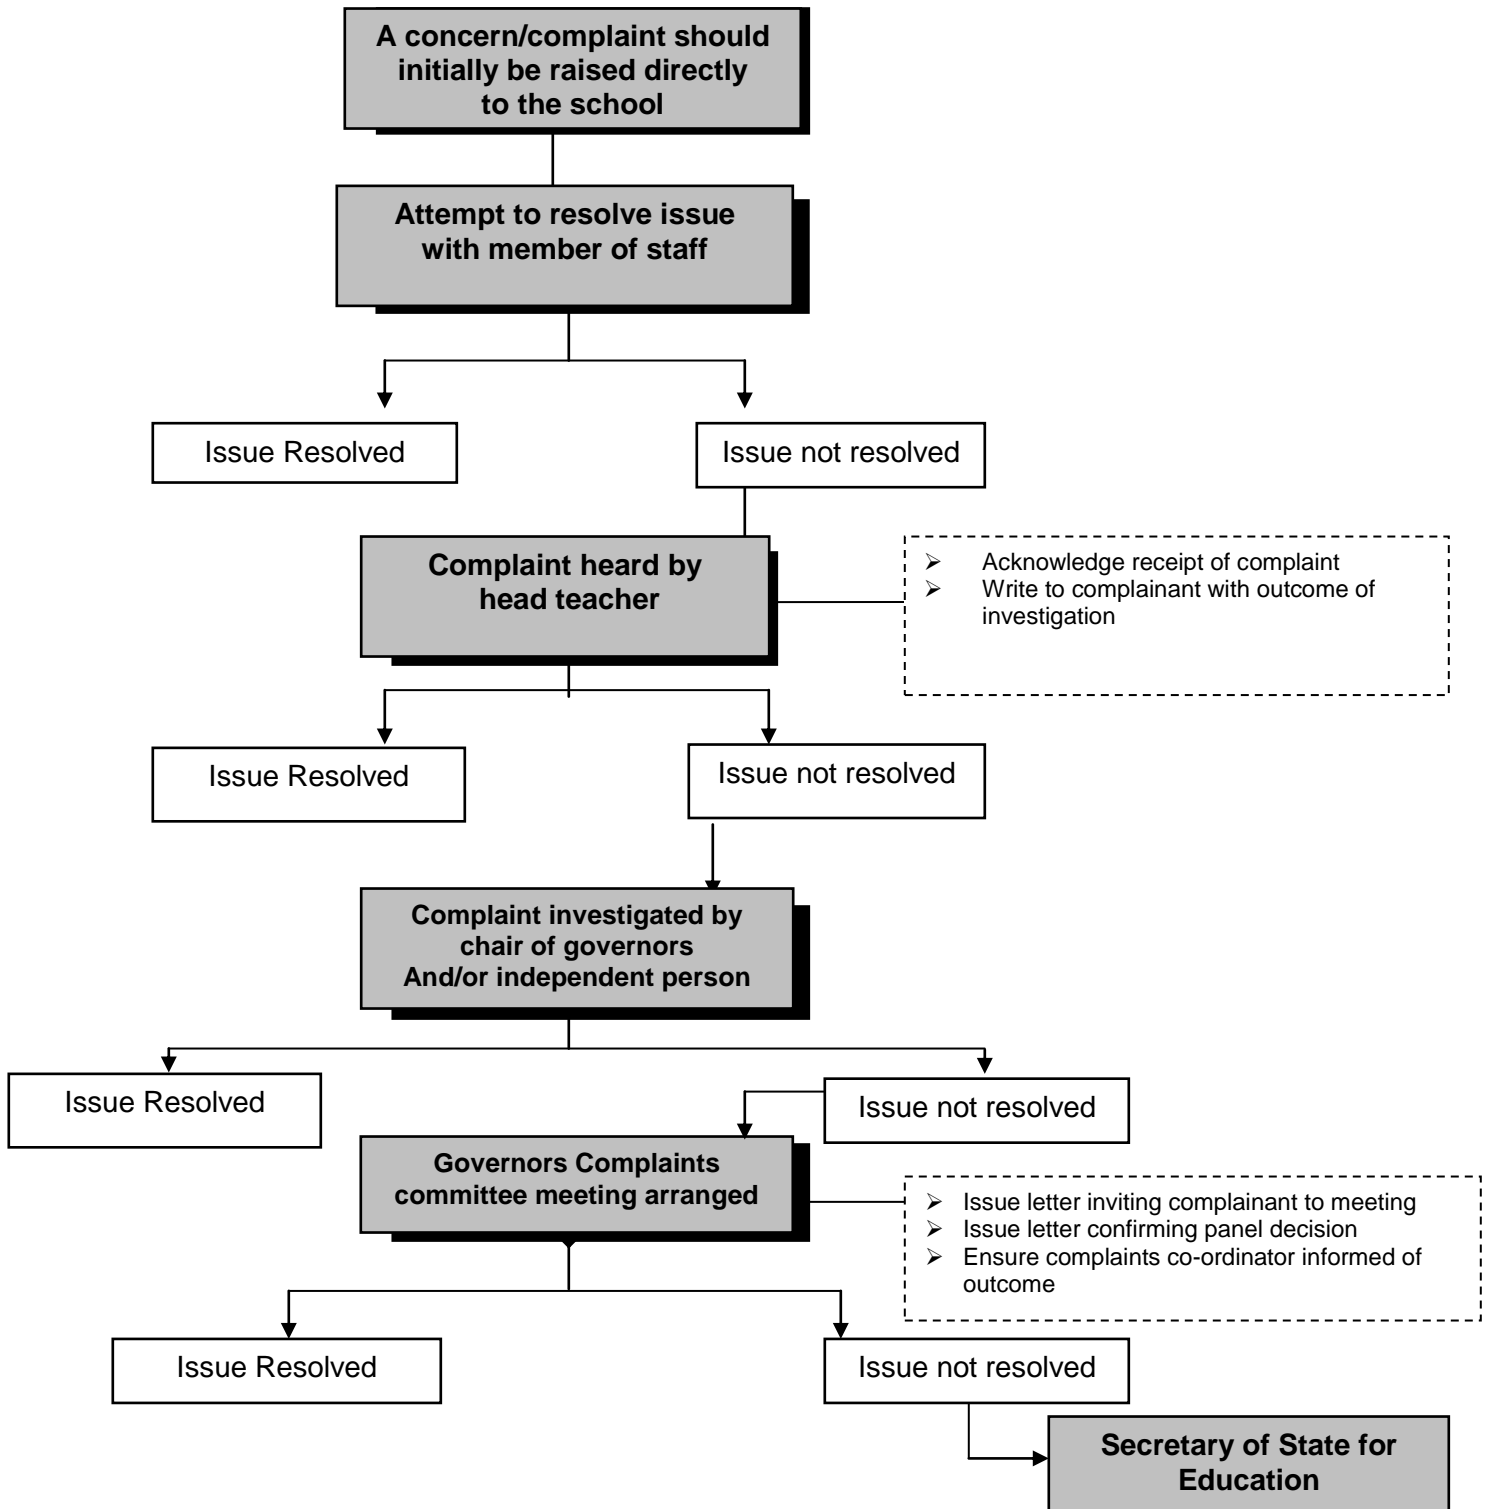 A concern/complaint should
initially be raised directly
to the school
Attempt to resolve issue
with member of staff
Issue Resolved
Issue not resolved
Complaint heard by
head teacher
➢ Acknowledge receipt of complaint
➢ Write to complainant with outcome of
investigation
Issue Resolved
Issue not resolved
Complaint investigated by
chair of governors
And/or independent person
Issue Resolved
Issue not resolved
Governors Complaints
committee meeting arranged
➢ Issue letter inviting complainant to meeting
➢ Issue letter confirming panel decision
➢ Ensure complaints co-ordinator informed of
outcome
Issue Resolved
Issue not resolved
Secretary of State for
Education